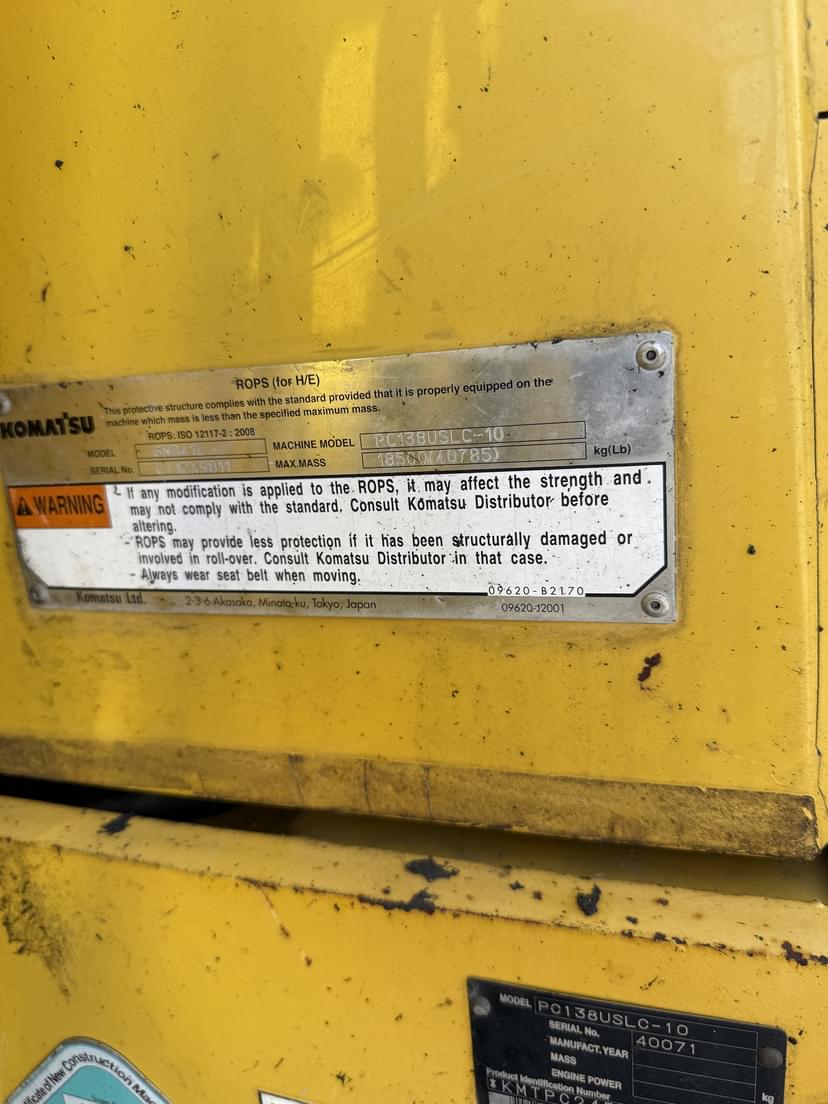 ROPS (for H/E)
KOMATSU
This protective structure complies with the standard provided that it is properly equipped on the
machine which mass is less than the specified maximum mass.
ROPS: ISO 12117-2 : 2008
MODEL
MACHINE MODEL PC138USLC-10
SERIAL No.
MAX.MASS 18500(40785) kg(Lb)
WARNING
- If any modification is applied to the ROPS, it may affect the strength and
may not comply with the standard. Consult Komatsu Distributor before
altering.
- ROPS may provide less protection if it has been structurally damaged or
involved in roll-over. Consult Komatsu Distributor in that case.
- Always wear seat belt when moving.
09620-B2170
Komatsu Ltd. 2-3-6 Akasaka, Minato-ku, Tokyo, Japan 09620-J2001
MODEL PC138USLC-10
SERIAL No. 40071
MANUFACT.YEAR
MASS
ENGINE POWER kg
Product Identification Number
*KMTPC24
of New Construction